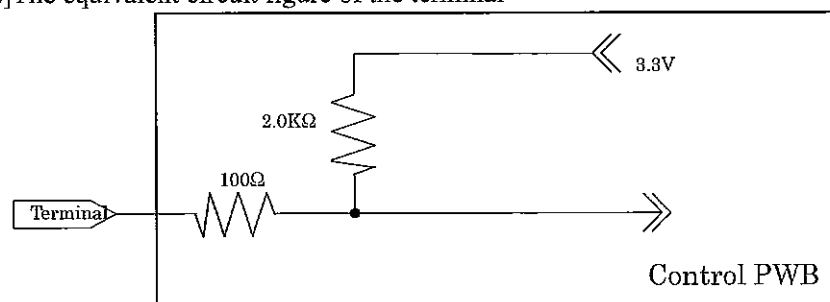 ]The equivalent circuit figure of the terminal
3.3V
2.0KΩ
100Ω
Terminal
Control PWB